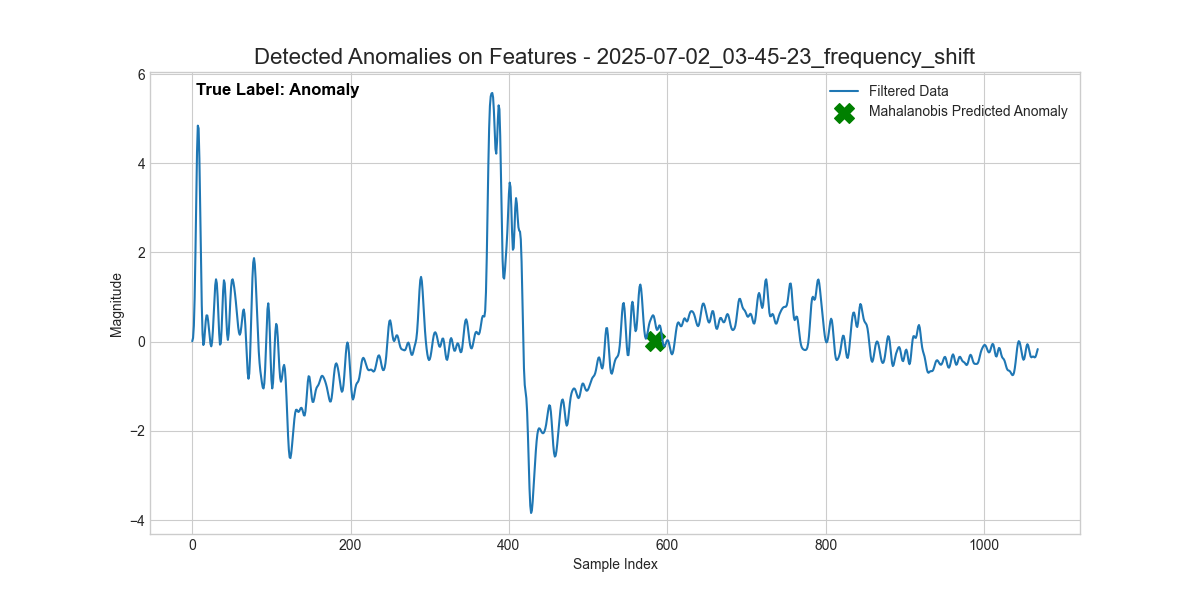 Detected Anomalies on Features - 2025-07-02_03-45-23_frequency_shift
True Label: Anomaly
Filtered Data
Mahalanobis Predicted Anomaly
Magnitude
6
4
2
0
−2
−4
0 200 400 600 800 1000
Sample Index